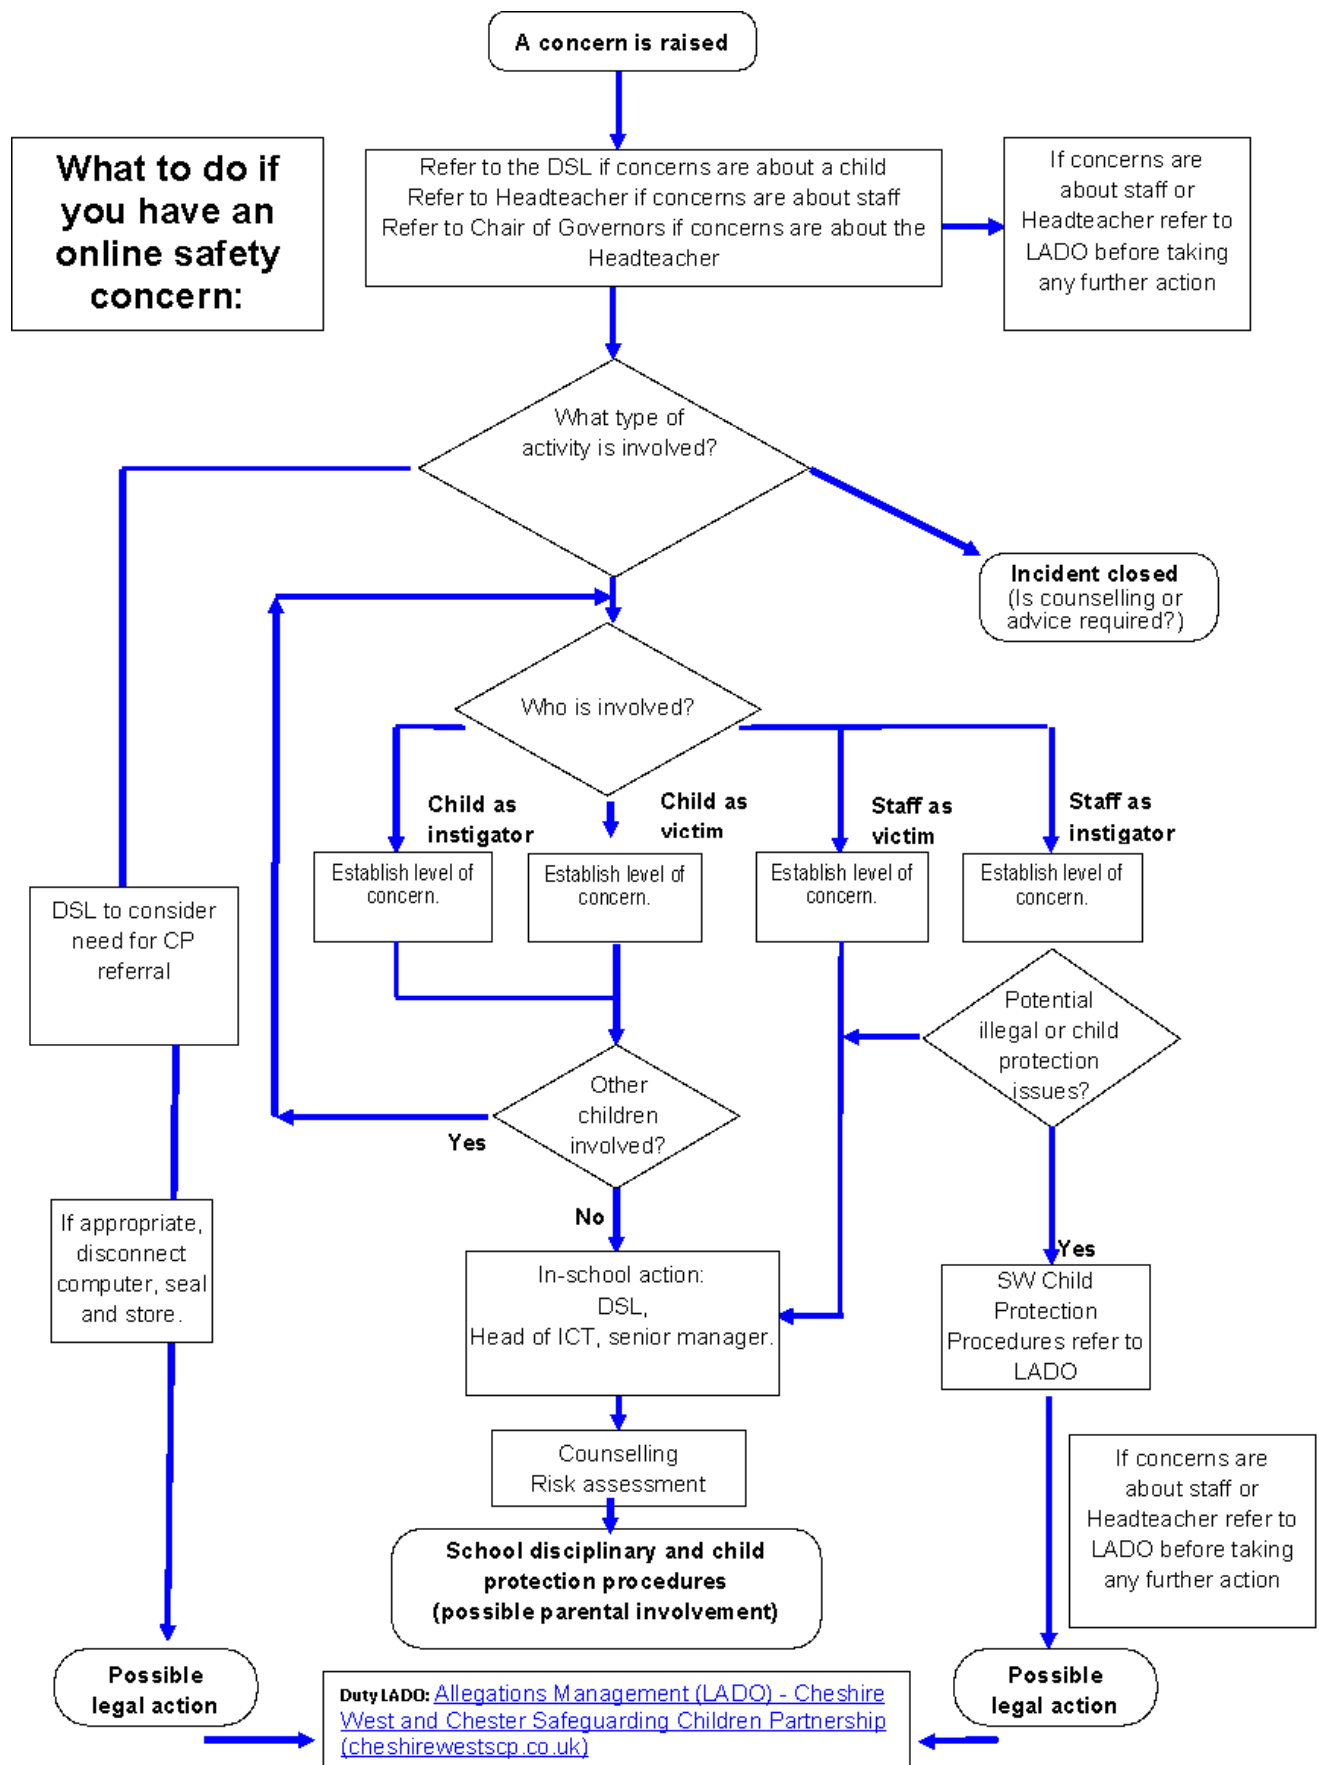 A concern is raised
What to do if
you have an
online safety
concern:
Refer to the DSL if concerns are about a child
Refer to Headteacher if concerns are about staff
Refer to Chair of Governors if concerns are about the
Headteacher
If concerns are
about staff or
Headteacher refer to
LADO before taking
any further action
What type of
activity is involved?
Incident closed
(Is counselling or
advice required?)
Who is involved?
Child as
instigator
Child as
victim
Staff as
victim
Staff as
instigator
Establish level of
concern.
Establish level of
concern.
Establish level of
concern.
Establish level of
concern.
DSL to consider
need for CP
referral
Potential
illegal or child
protection
issues?
Other
children
involved?
Yes
No
If appropriate,
disconnect
computer, seal
and store.
In-school action:
DSL,
Head of ICT, senior manager.
Yes
SW Child
Protection
Procedures refer to
LADO
Counselling
Risk assessment
If concerns are
about staff or
Headteacher refer to
LADO before taking
any further action
School disciplinary and child
protection procedures
(possible parental involvement)
Possible
legal action
Possible
legal action
Duty LADO: Allegations Management (LADO) - Cheshire
West and Chester Safeguarding Children Partnership
(cheshirewestscp.co.uk)